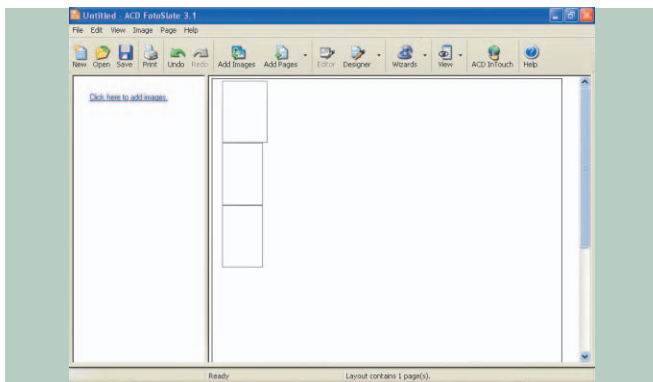 Untitled - ACD FotoSlate 3.1
File Edit View Image Page Help
New Open Save Print Undo Redo Add Images Add Pages Editor Designer Wizards View ACD InTouch Help
Click here to add images.
Ready Layout contains 1 page(s).